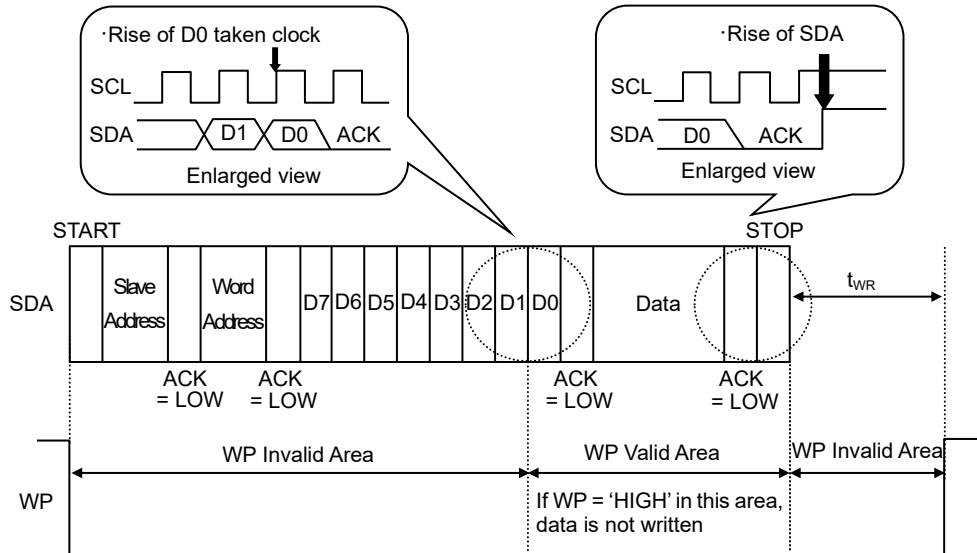 ·Rise of D0 taken clock
SCL
SDA
D1
D0
ACK
Enlarged view
·Rise of SDA
SCL
SDA
D0
ACK
Enlarged view
START
STOP
SDA
Slave
Address
Word
Address
D7
D6
D5
D4
D3
D2
D1
D0
Data
tWR
ACK
= LOW
ACK
= LOW
ACK
= LOW
ACK
= LOW
WP Invalid Area
WP Valid Area
WP Invalid Area
WP
If WP = ‘HIGH’ in this area,
data is not written